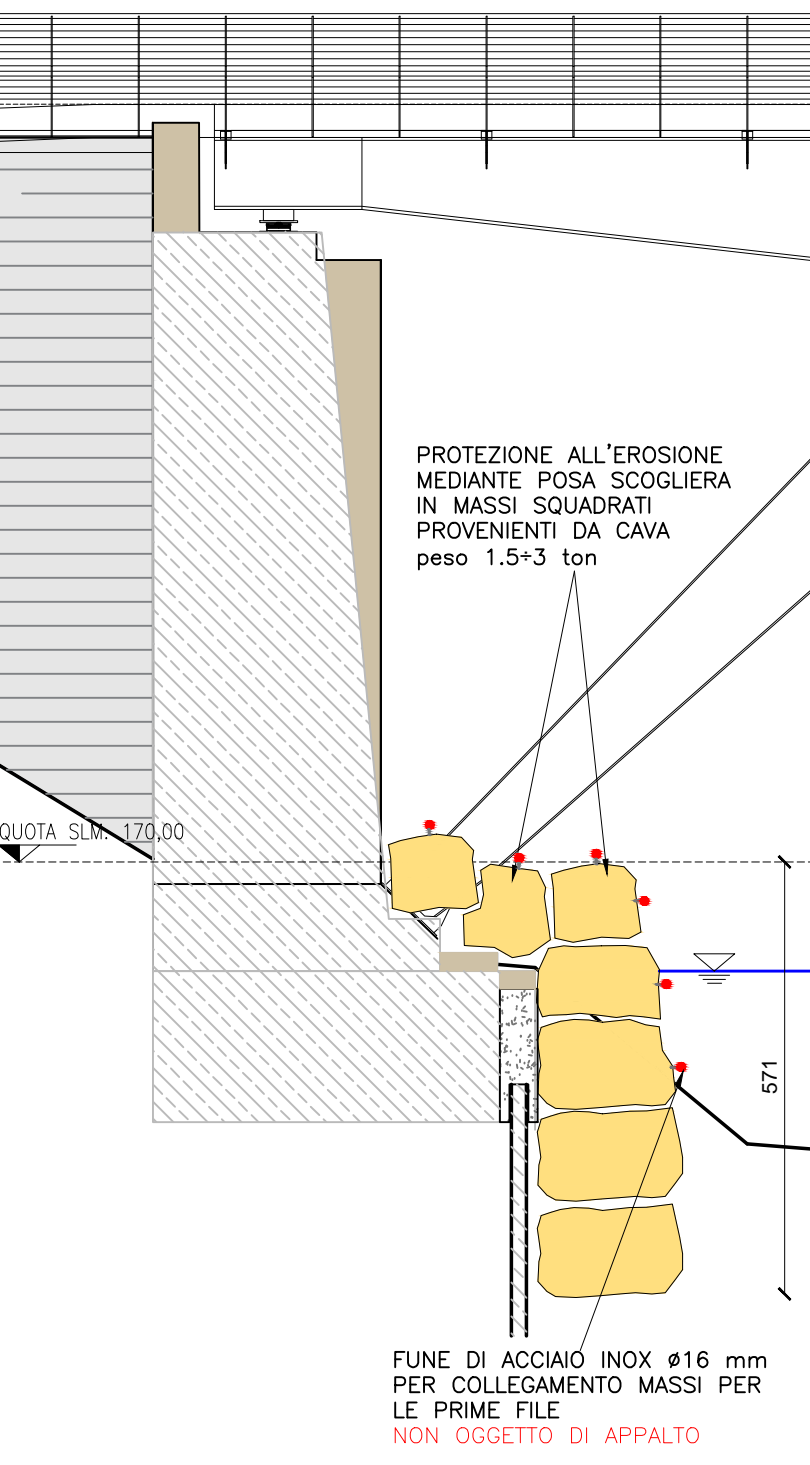 PROTEZIONE ALL'EROSIONE
MEDIANTE POSA SCOGLIERA
IN MASSI SQUADRATI
PROVENIENTI DA CAVA
peso 1.5÷3 ton
QUOTA SLM. 170,00
571
FUNE DI ACCIAIO INOX ø16 mm
PER COLLEGAMENTO MASSI PER
LE PRIME FILE
NON OGGETTO DI APPALTO